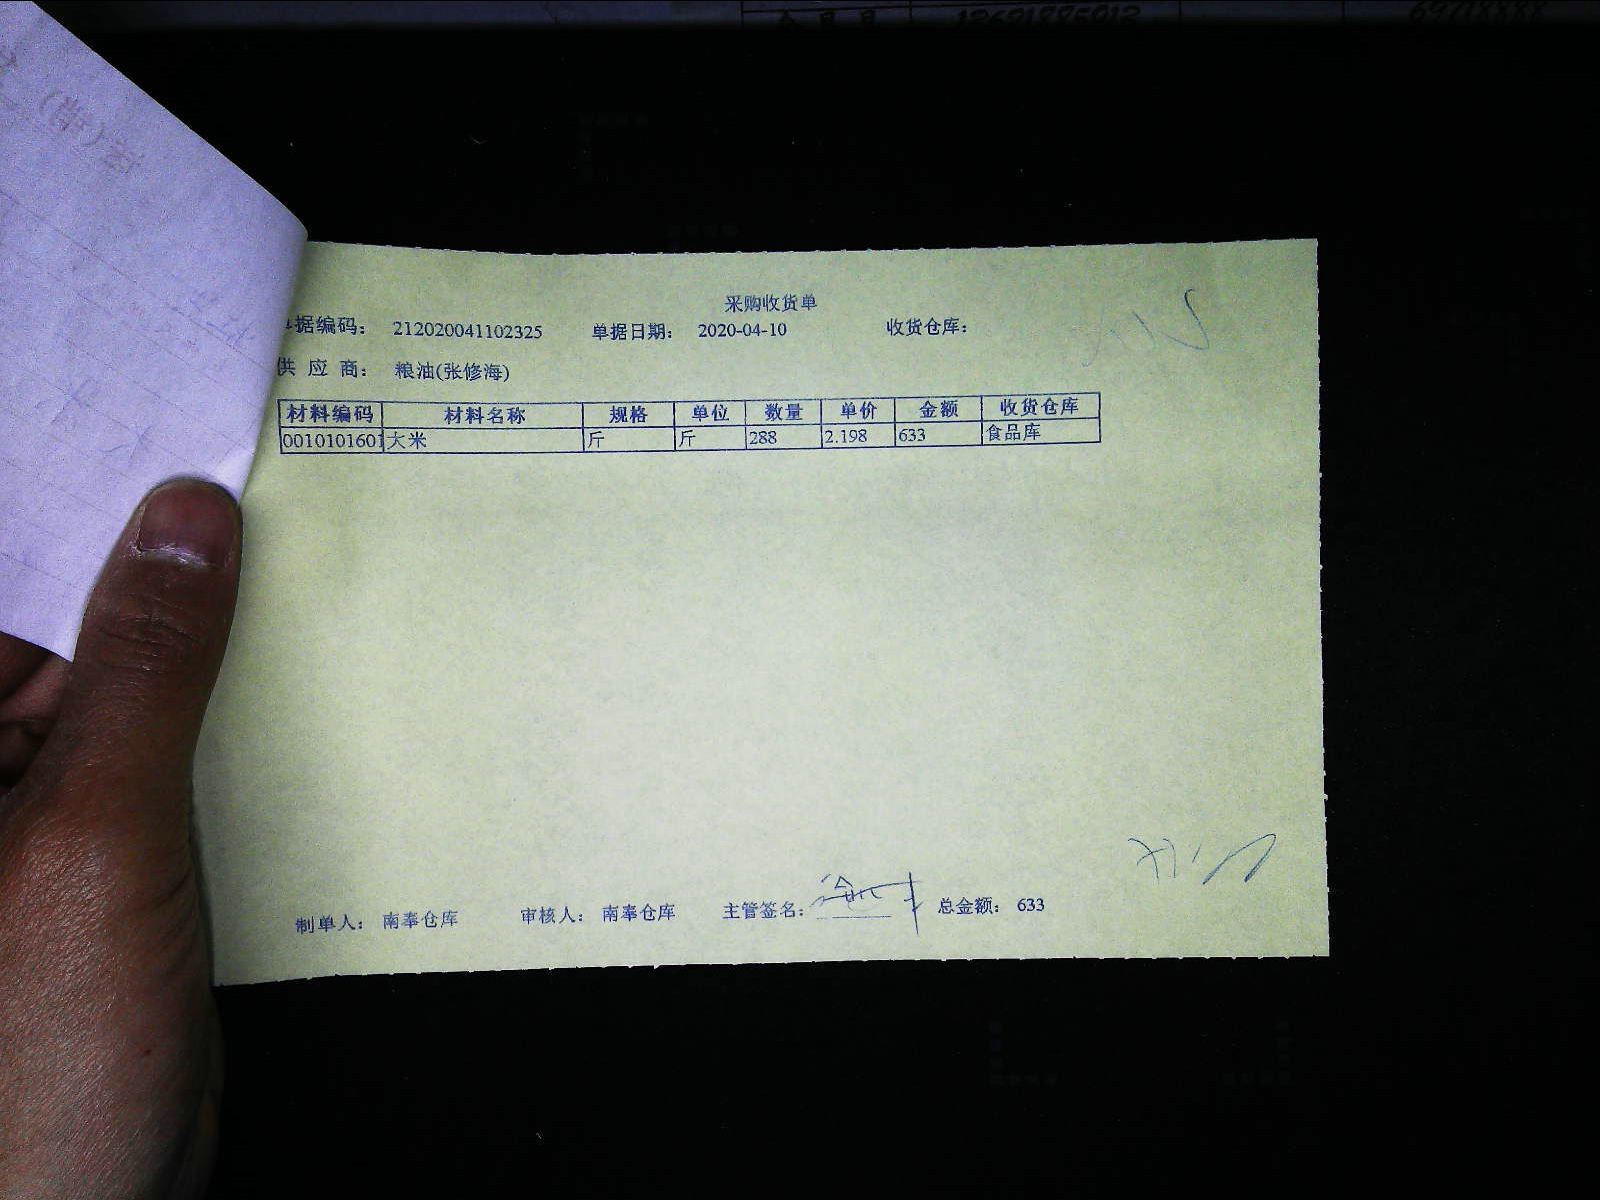 采购收货单
单据编码： 212020041102325 单据日期： 2020-04-10 收货仓库：
供 应 商： 粮油(张修海)
材料编码 材料名称 规格 单位 数量 单价 金额 收货仓库
0010101601 大米 斤 斤 288 2.198 633 食品库
制单人： 南奉仓库 审核人： 南奉仓库 主管签名： 总金额： 633